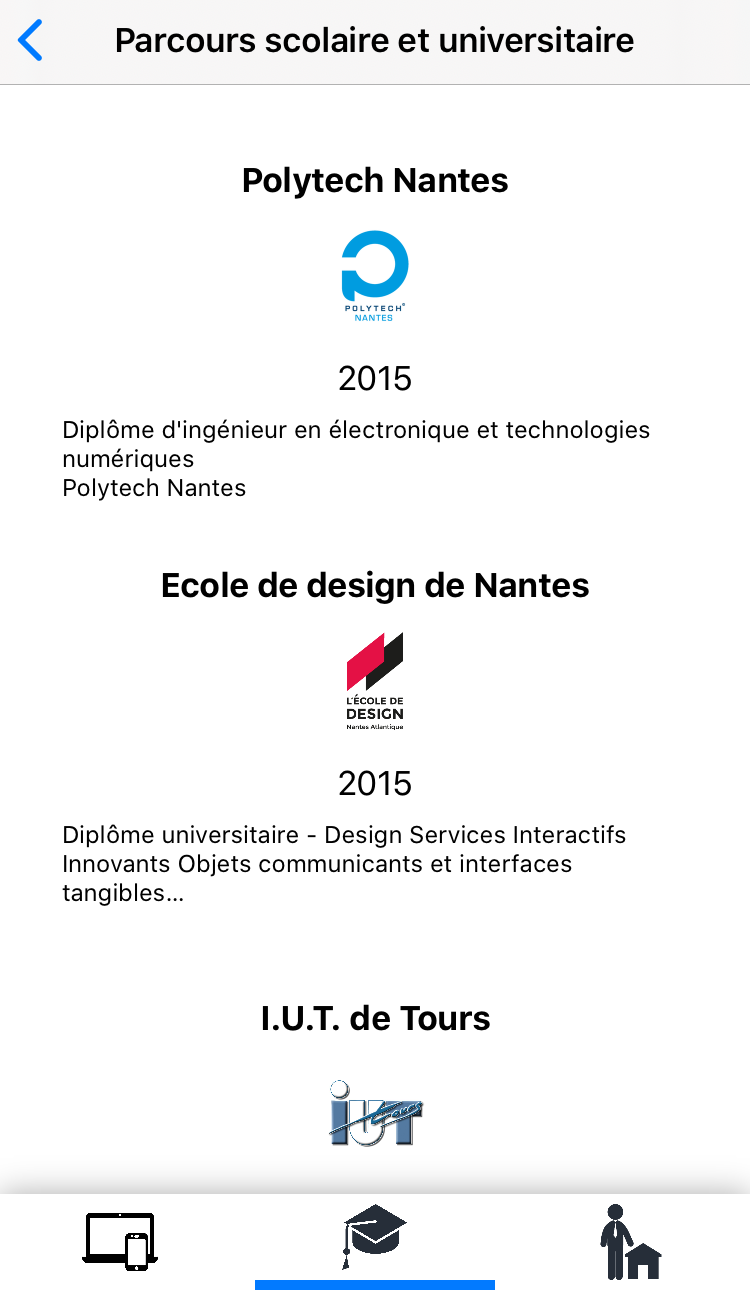 Parcours scolaire et universitaire
Polytech Nantes
POLYTECH®
NANTES
2015
Diplôme d'ingénieur en électronique et technologies
numériques
Polytech Nantes
Ecole de design de Nantes
L'ÉCOLE DE
DESIGN
Nantes Atlantique
2015
Diplôme universitaire - Design Services Interactifs
Innovants Objets communicants et interfaces
tangibles...
I.U.T. de Tours
iUT
Tours